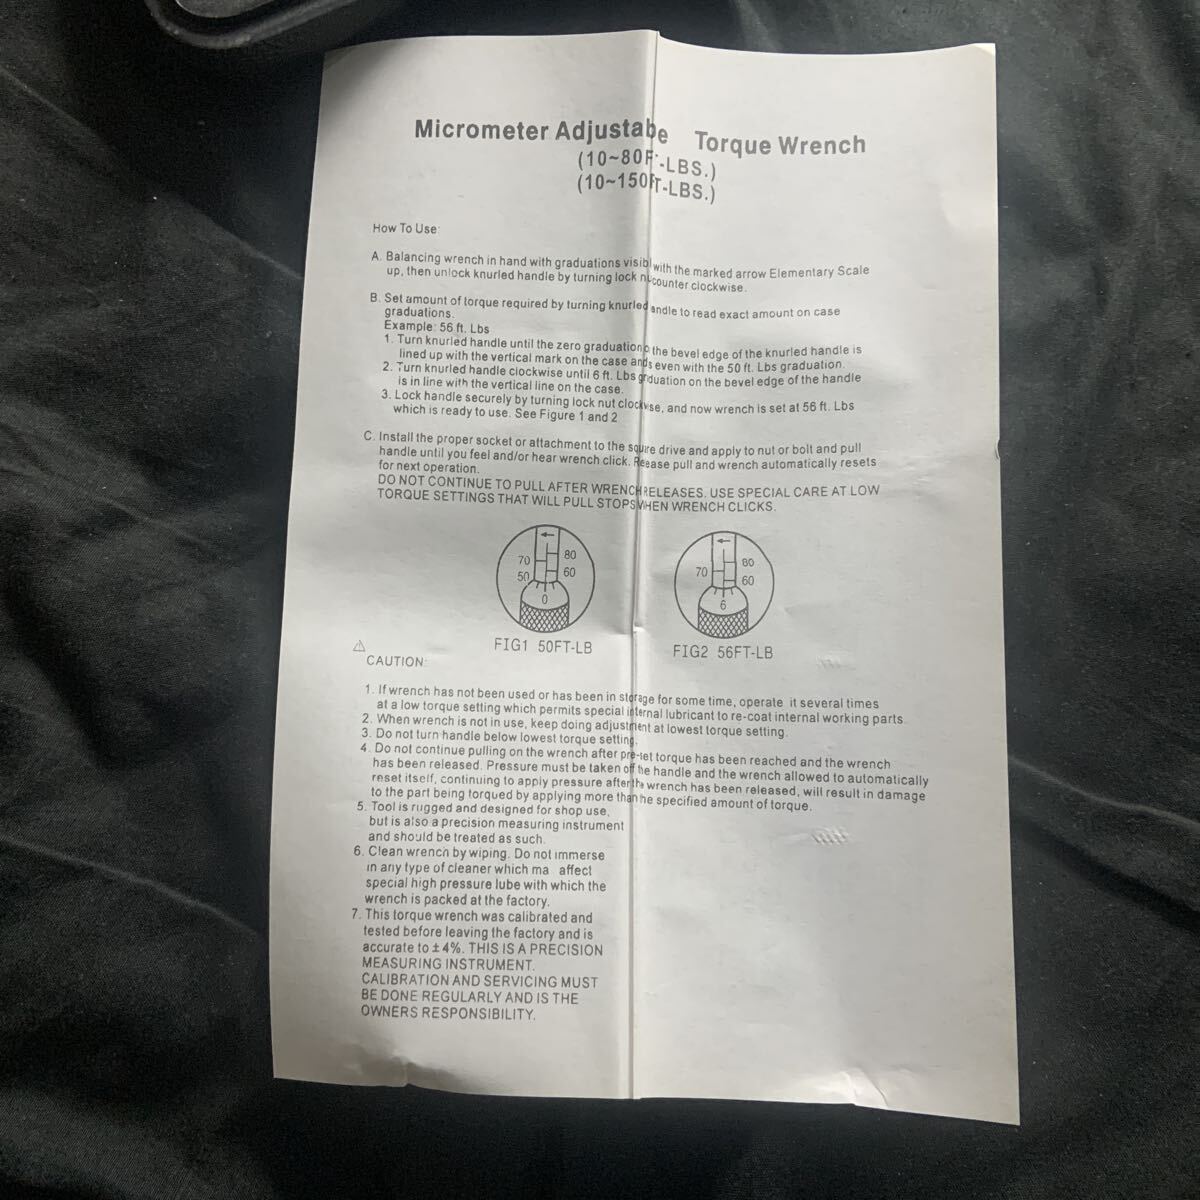 Micrometer Adjustabe Torque Wrench
(10~80FT-LBS.)
(10~150FT-LBS.)
How To Use:
A. Balancing wrench in hand with graduations visibl with the marked arrow Elementary Scale
up, then unlock knurled handle by turning lock nu counter clockwise.
B. Set amount of torque required by turning knurled andle to read exact amount on case
graduations.
Example: 56 ft. Lbs
1. Turn knurled handle until the zero graduation o the bevel edge of the knurled handle is
lined up with the vertical mark on the case and s even with the 50 ft. Lbs graduation.
2. Turn knurled handle clockwise until 6 ft. Lbs grduation on the bevel edge of the handle
is in line with the vertical line on the case.
3. Lock handle securely by turning lock nut clockwse, and now wrench is set at 56 ft. Lbs
which is ready to use. See Figure 1 and 2
C. Install the proper socket or attachment to the square drive and apply to nut or bolt and pull
handle until you feel and/or hear wrench click. Release pull and wrench automatically resets
for next operation.
DO NOT CONTINUE TO PULL AFTER WRENCH RELEASES. USE SPECIAL CARE AT LOW
TORQUE SETTINGS THAT WILL PULL STOPS WHEN WRENCH CLICKS.
70 80
50 60
0
70 80
60
6
FIG1 50FT-LB
FIG2 56FT-LB
⚠
CAUTION:
1. If wrench has not been used or has been in storage for some time, operate it several times
at a low torque setting which permits special internal lubricant to re-coat internal working parts.
2. When wrench is not in use, keep doing adjustment at lowest torque setting.
3. Do not turn handle below lowest torque setting.
4. Do not continue pulling on the wrench after pre-set torque has been reached and the wrench
has been released. Pressure must be taken off the handle and the wrench allowed to automatically
reset itself, continuing to appiy pressure after the wrench has been released, will result in damage
to the part being torqued by applying more than he specified amount of torque.
5. Tool is rugged and designed for shop use,
but is also a precision measuring instrument
and should be treated as such.
6. Clean wrench by wiping. Do not immerse
in any type of cleaner which ma affect
special high pressure lube with which the
wrench is packed at the factory.
7. This torque wrench was calibrated and
tested before leaving the factory and is
accurate to ±4%. THIS IS A PRECISION
MEASURING INSTRUMENT.
CALIBRATION AND SERVICING MUST
BE DONE REGULARLY AND IS THE
OWNERS RESPONSIBILITY.